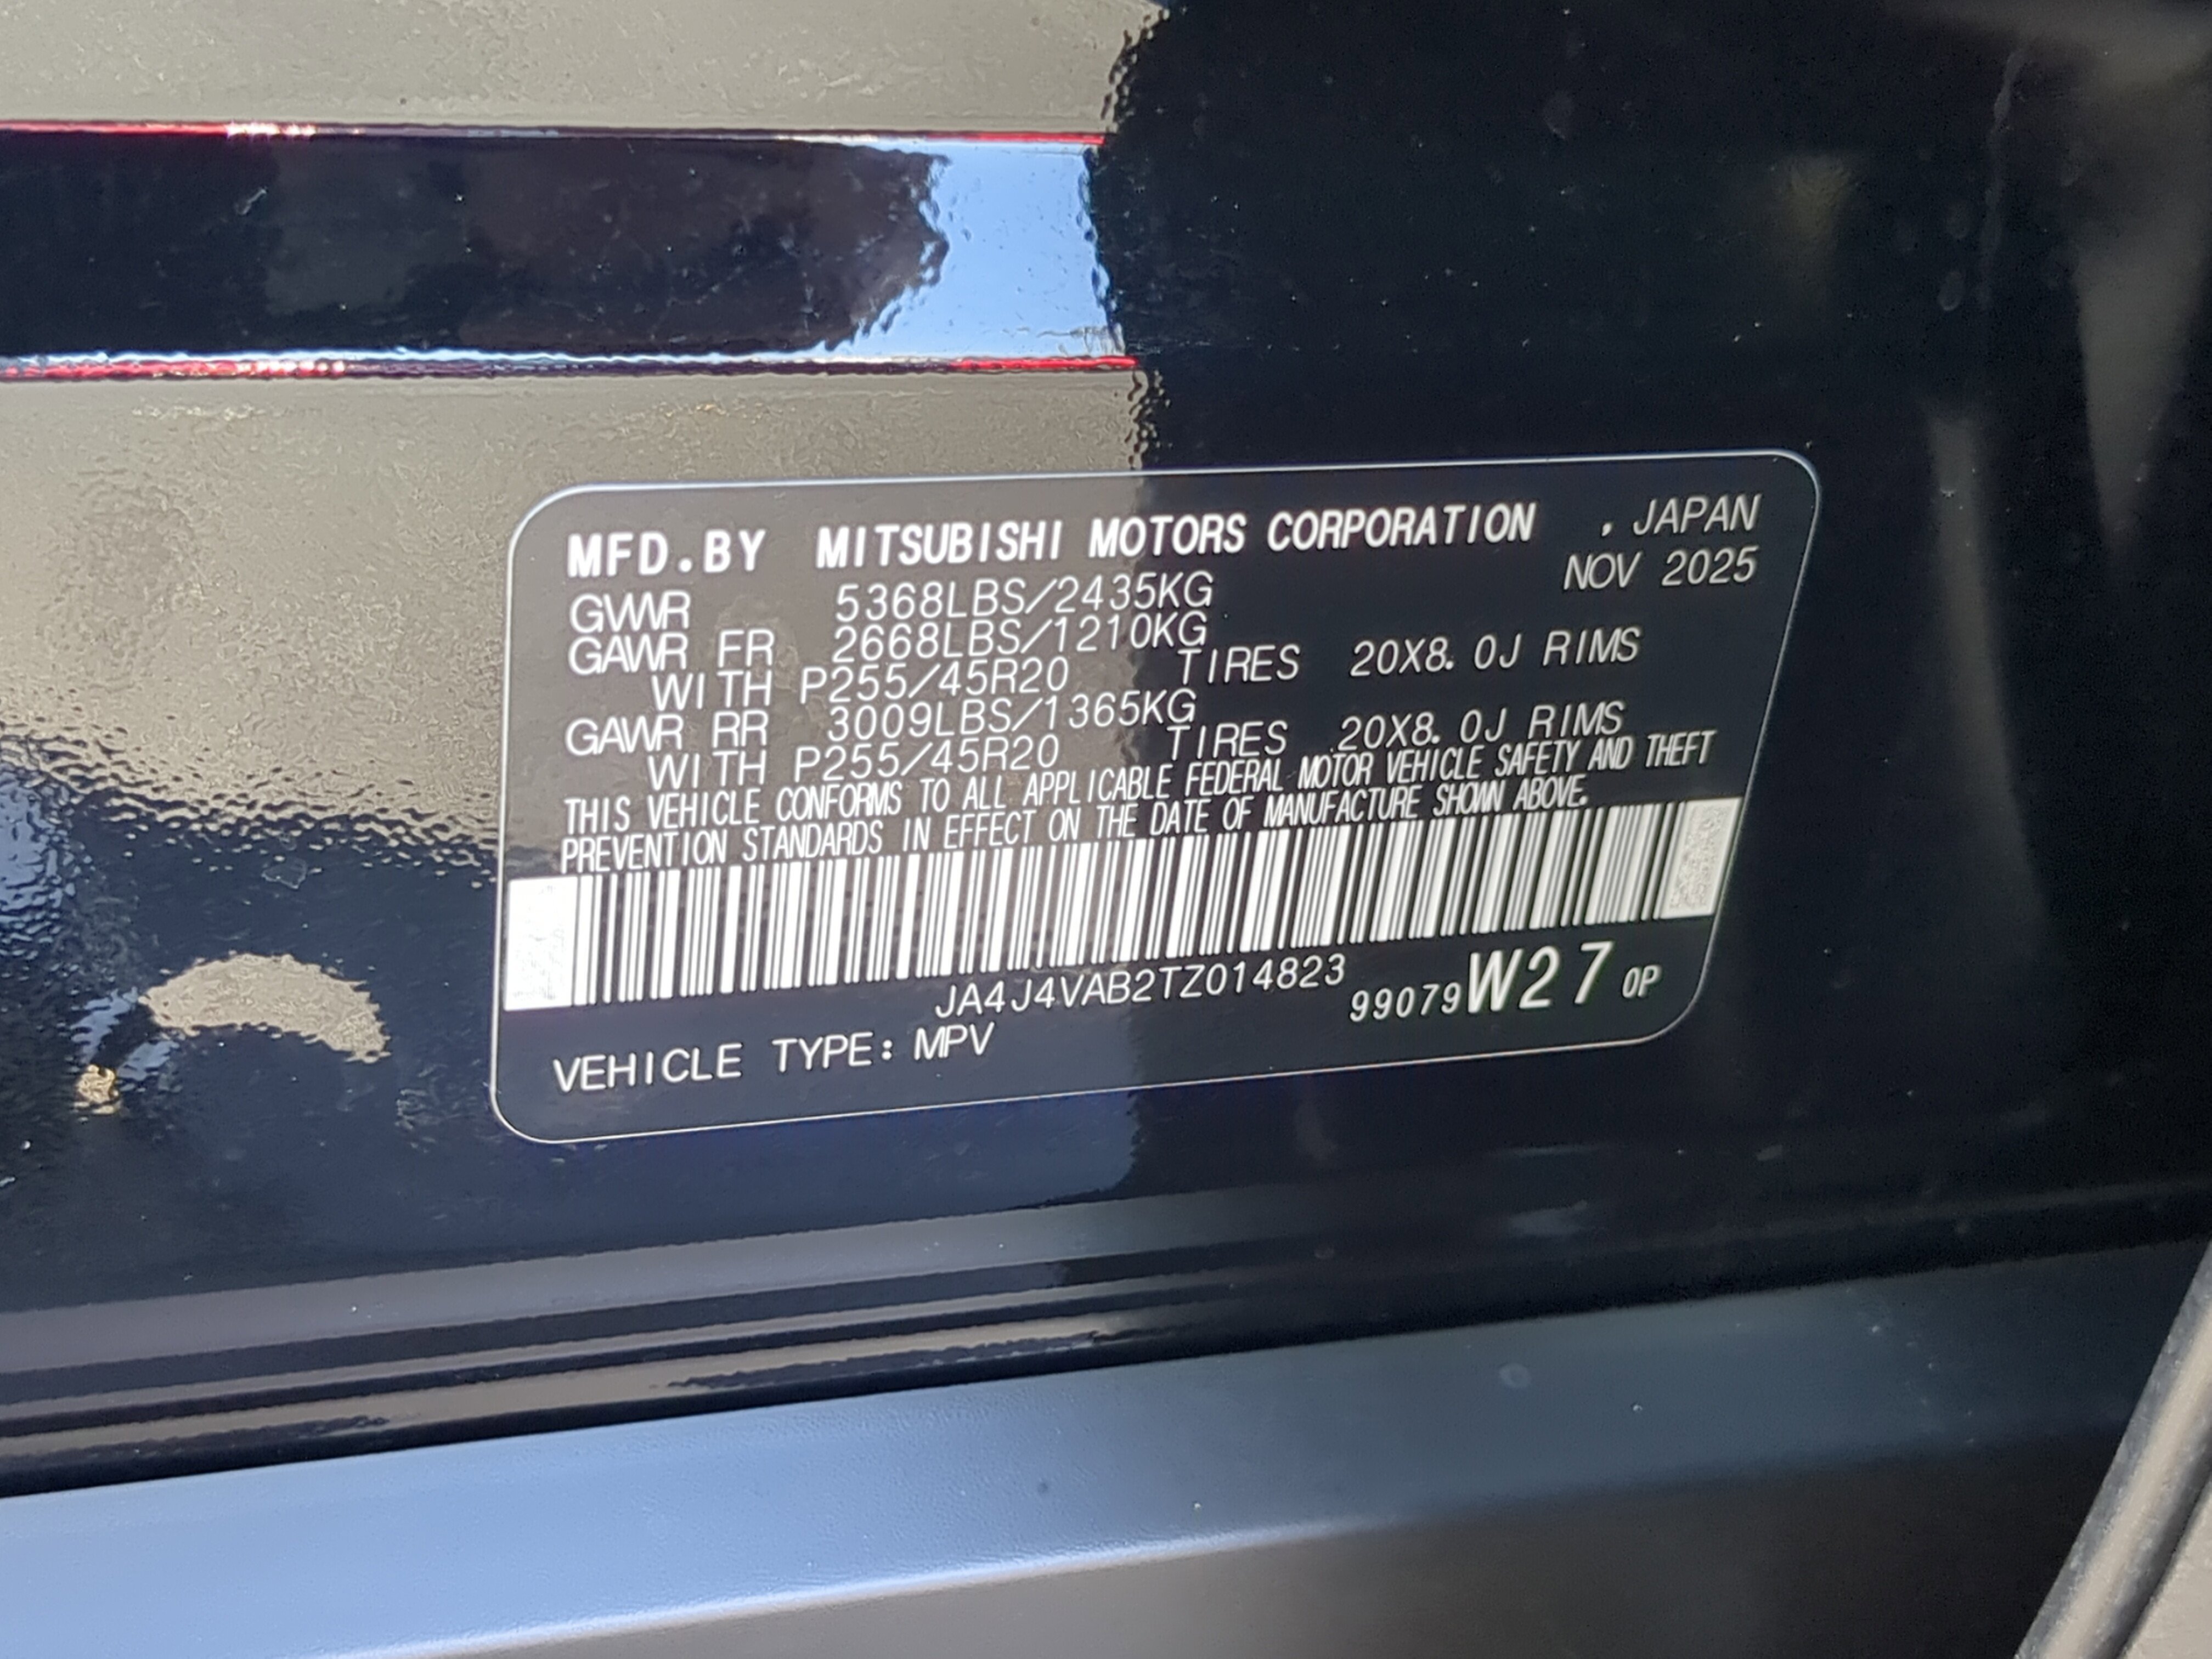 MFD.BY MITSUBISHI MOTORS CORPORATION . JAPAN
NOV 2025
GVWR 5368LBS/2435KG
GAWR FR 2668LBS/1210KG
WITH P255/45R20 TIRES 20X8.0J RIMS
GAWR RR 3009LBS/1365KG
WITH P255/45R20 TIRES 20X8.0J RIMS
THIS VEHICLE CONFORMS TO ALL APPLICABLE FEDERAL MOTOR VEHICLE SAFETY AND THEFT
PREVENTION STANDARDS IN EFFECT ON THE DATE OF MANUFACTURE SHOWN ABOVE.
JA4J4VAB2TZ014823
99079W27 0P
VEHICLE TYPE: MPV